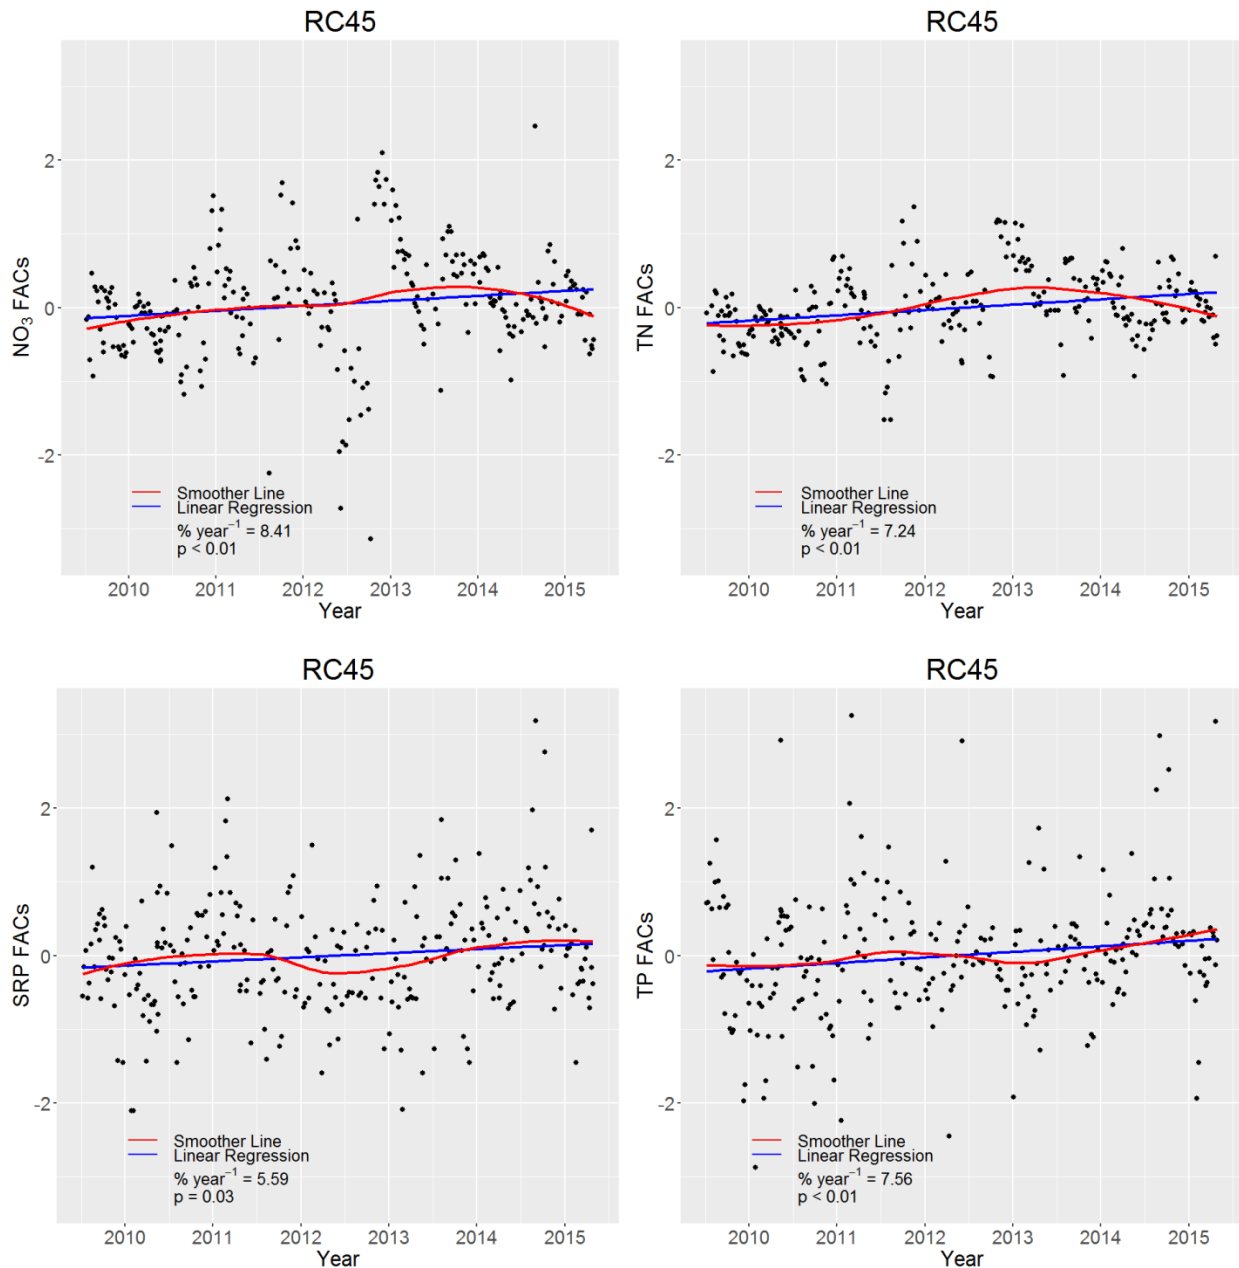 RC45
NO₃ FACs
2
0
-2
Smoother Line
Linear Regression
% year⁻¹ = 8.41
p < 0.01
2010 2011 2012 2013 2014 2015
Year
RC45
TN FACs
2
0
-2
Smoother Line
Linear Regression
% year⁻¹ = 7.24
p < 0.01
2010 2011 2012 2013 2014 2015
Year
RC45
SRP FACs
2
0
-2
Smoother Line
Linear Regression
% year⁻¹ = 5.59
p = 0.03
2010 2011 2012 2013 2014 2015
Year
RC45
TP FACs
2
0
-2
Smoother Line
Linear Regression
% year⁻¹ = 7.56
p < 0.01
2010 2011 2012 2013 2014 2015
Year